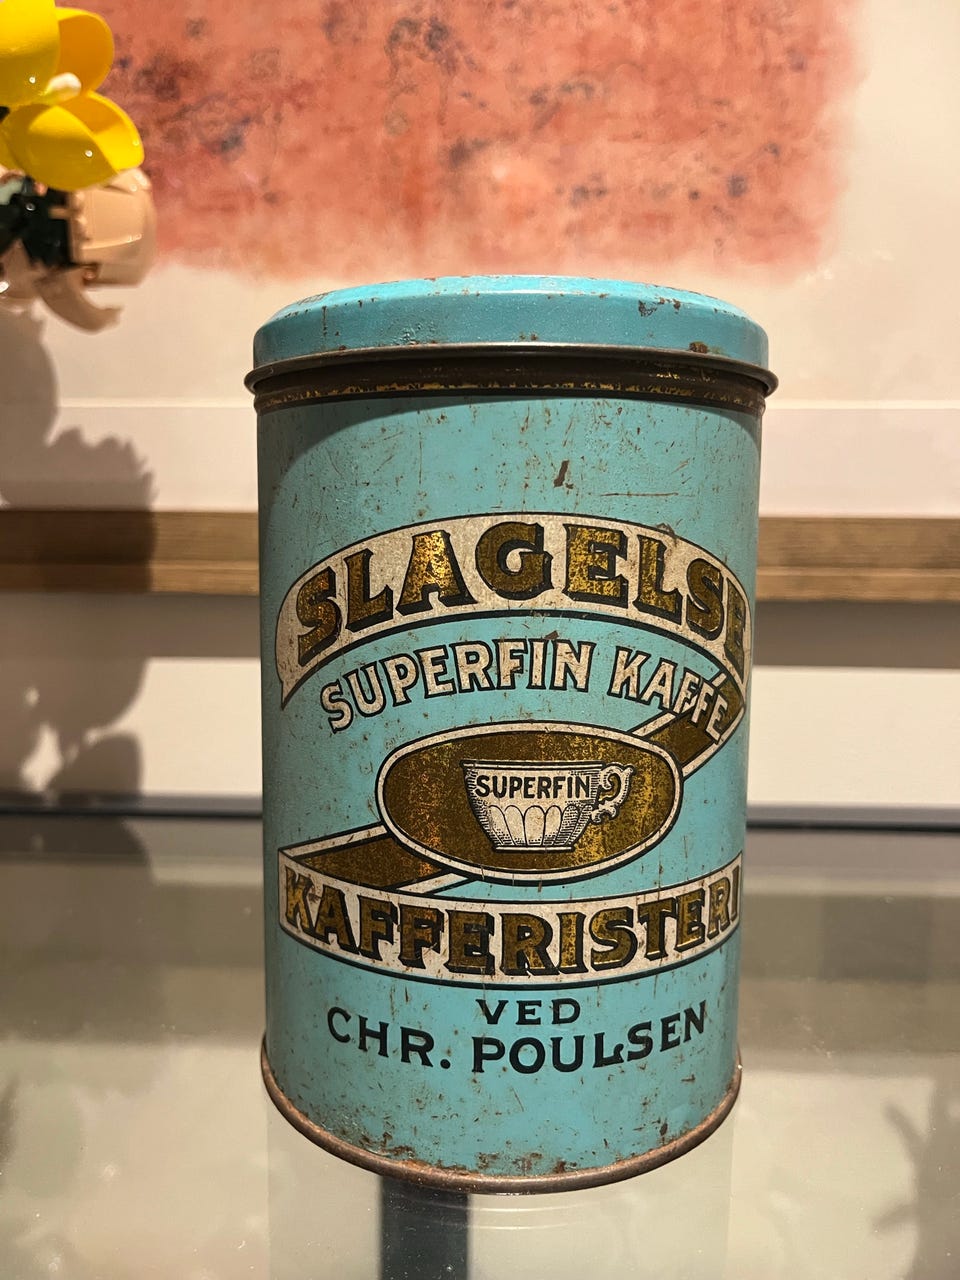 SLAGELSE
SUPERFIN KAFFE
SUPERFIN
KAFFERISTERI
VED
CHR. POULSEN